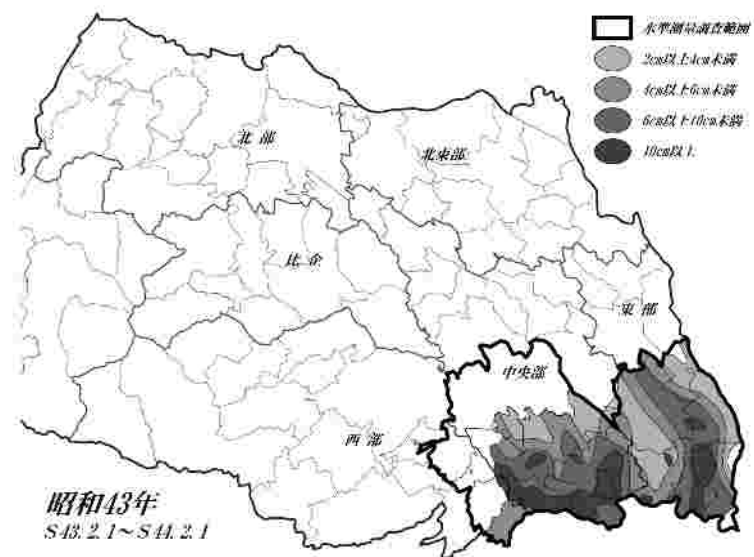 水準測量調査範囲
2cm以上4cm未満
4cm以上6cm未満
6cm以上10cm未満
10cm以上
北部
北東部
比企
東部
中央部
西部
昭和43年
S43.2.1～S44.2.1